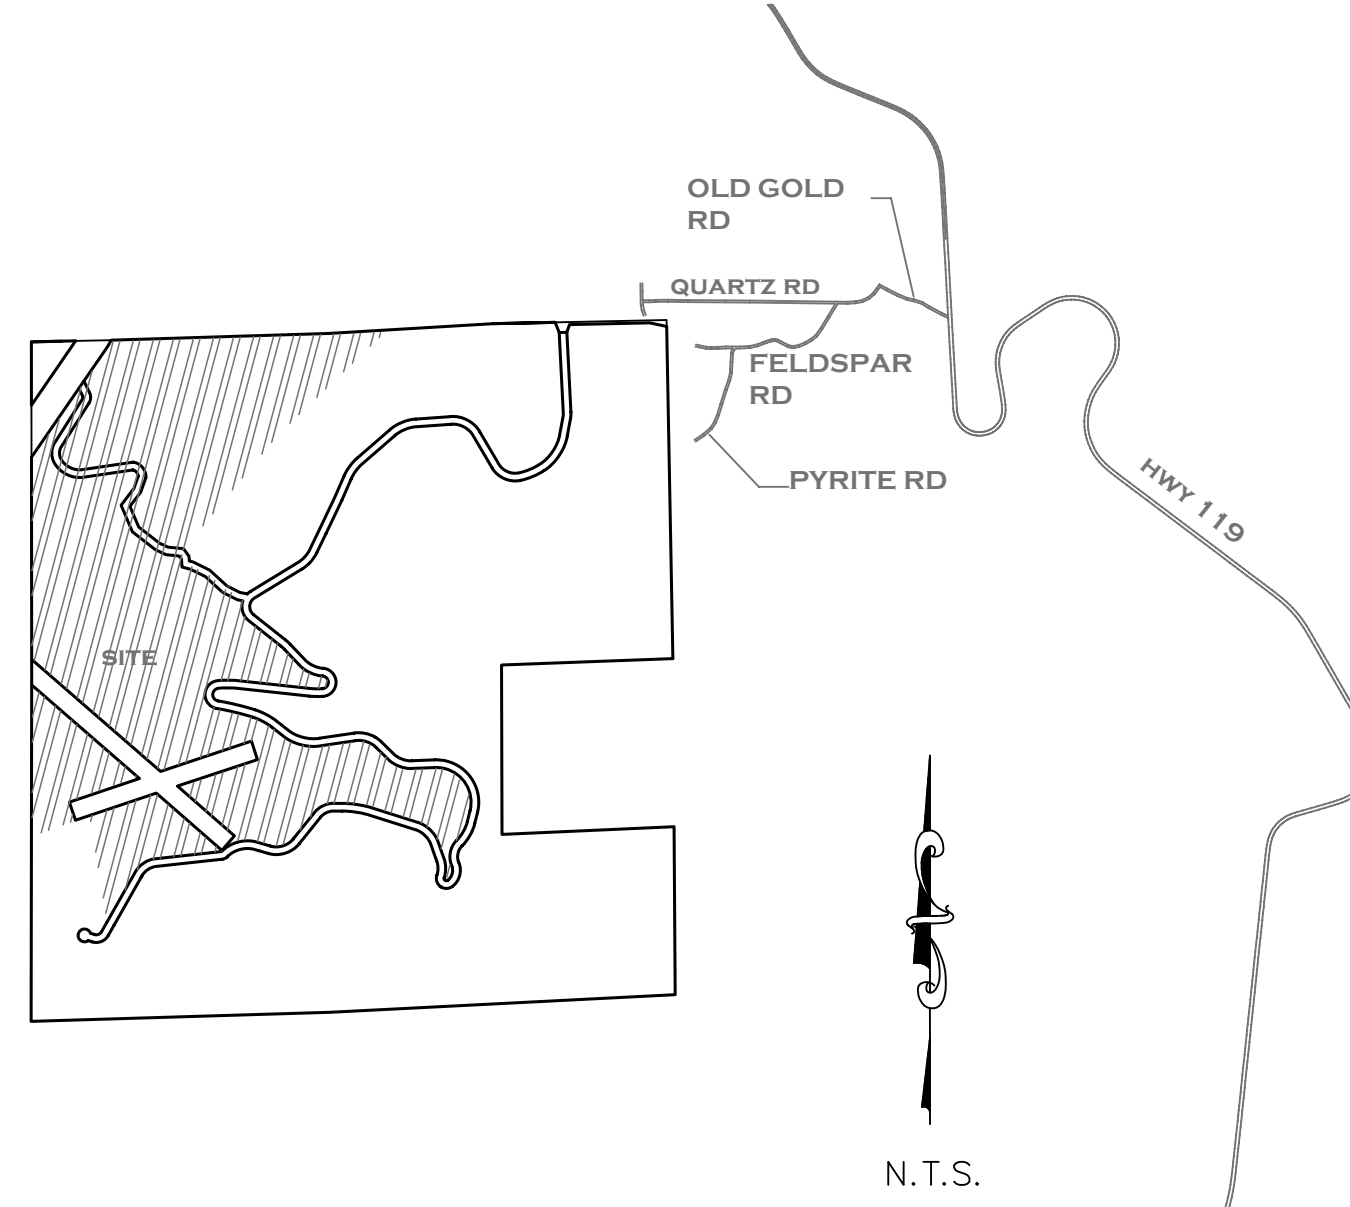 OLD GOLD
RD
QUARTZ RD
FELDSPAR
RD
PYRITE RD
HWY 119
SITE
N.T.S.